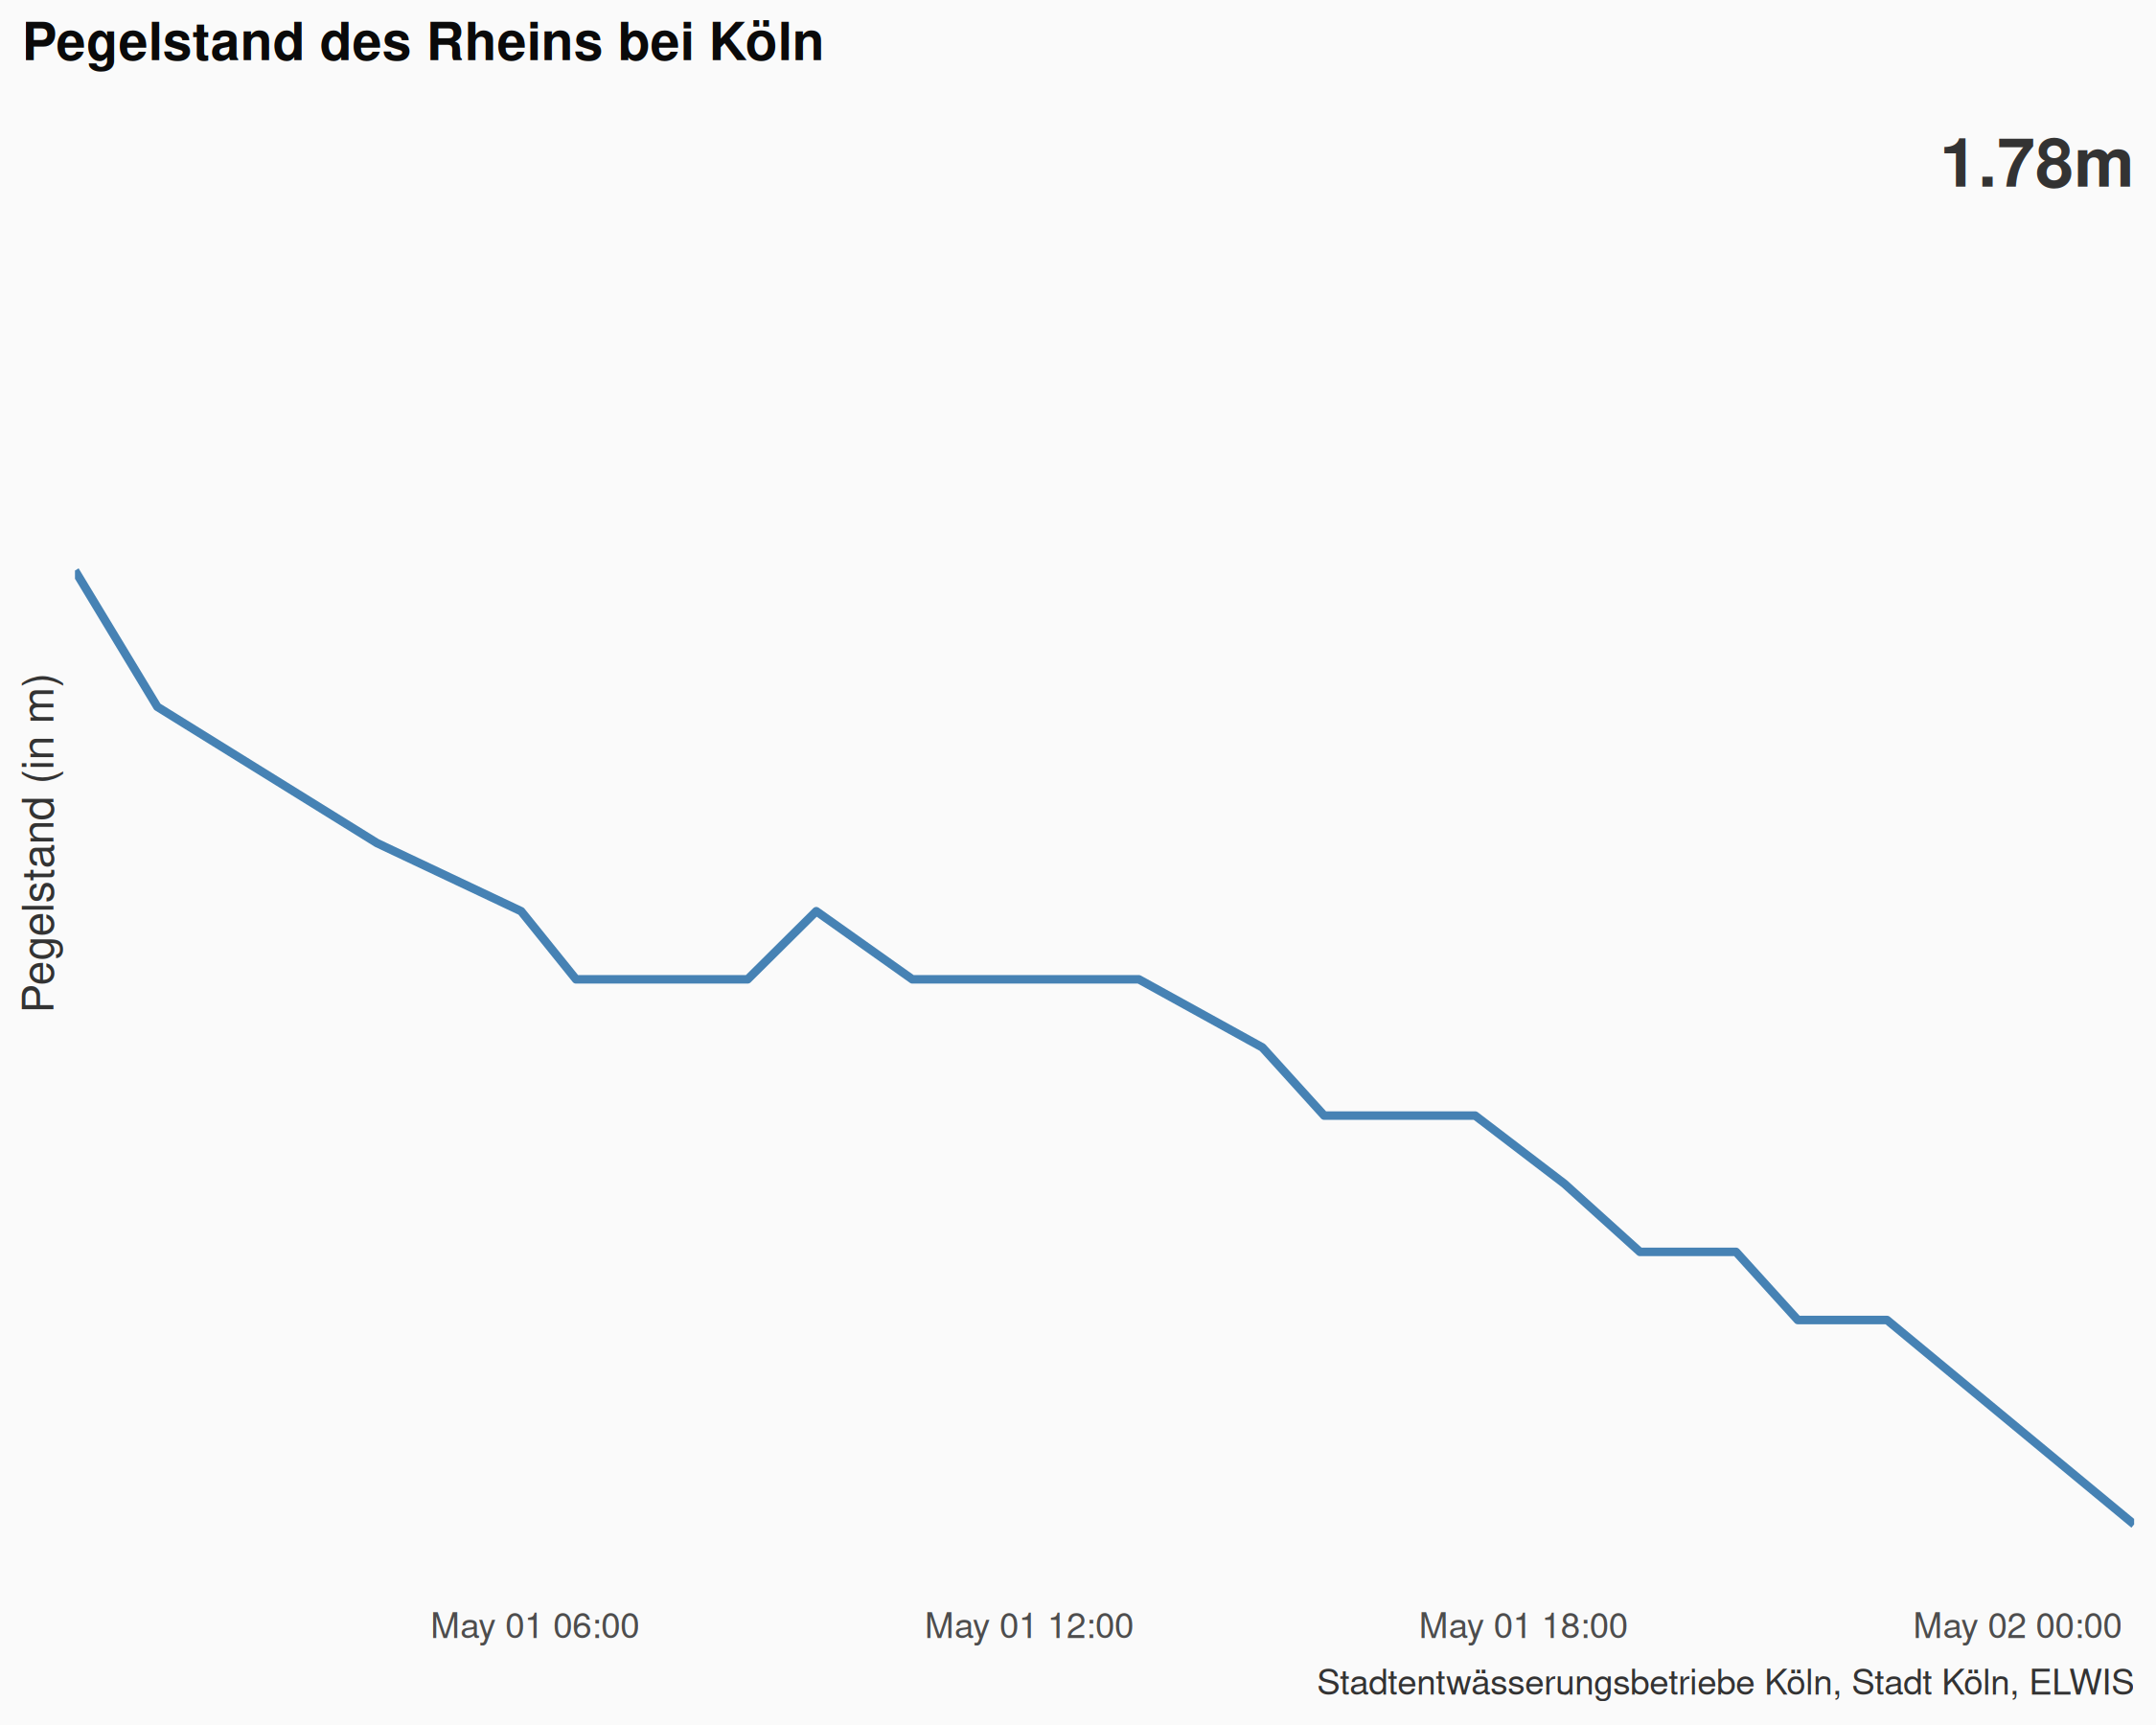 Pegelstand des Rheins bei Köln
1.78m
Pegelstand (in m)
May 01 06:00
May 01 12:00
May 01 18:00
May 02 00:00
Stadtentwässerungsbetriebe Köln, Stadt Köln, ELWIS